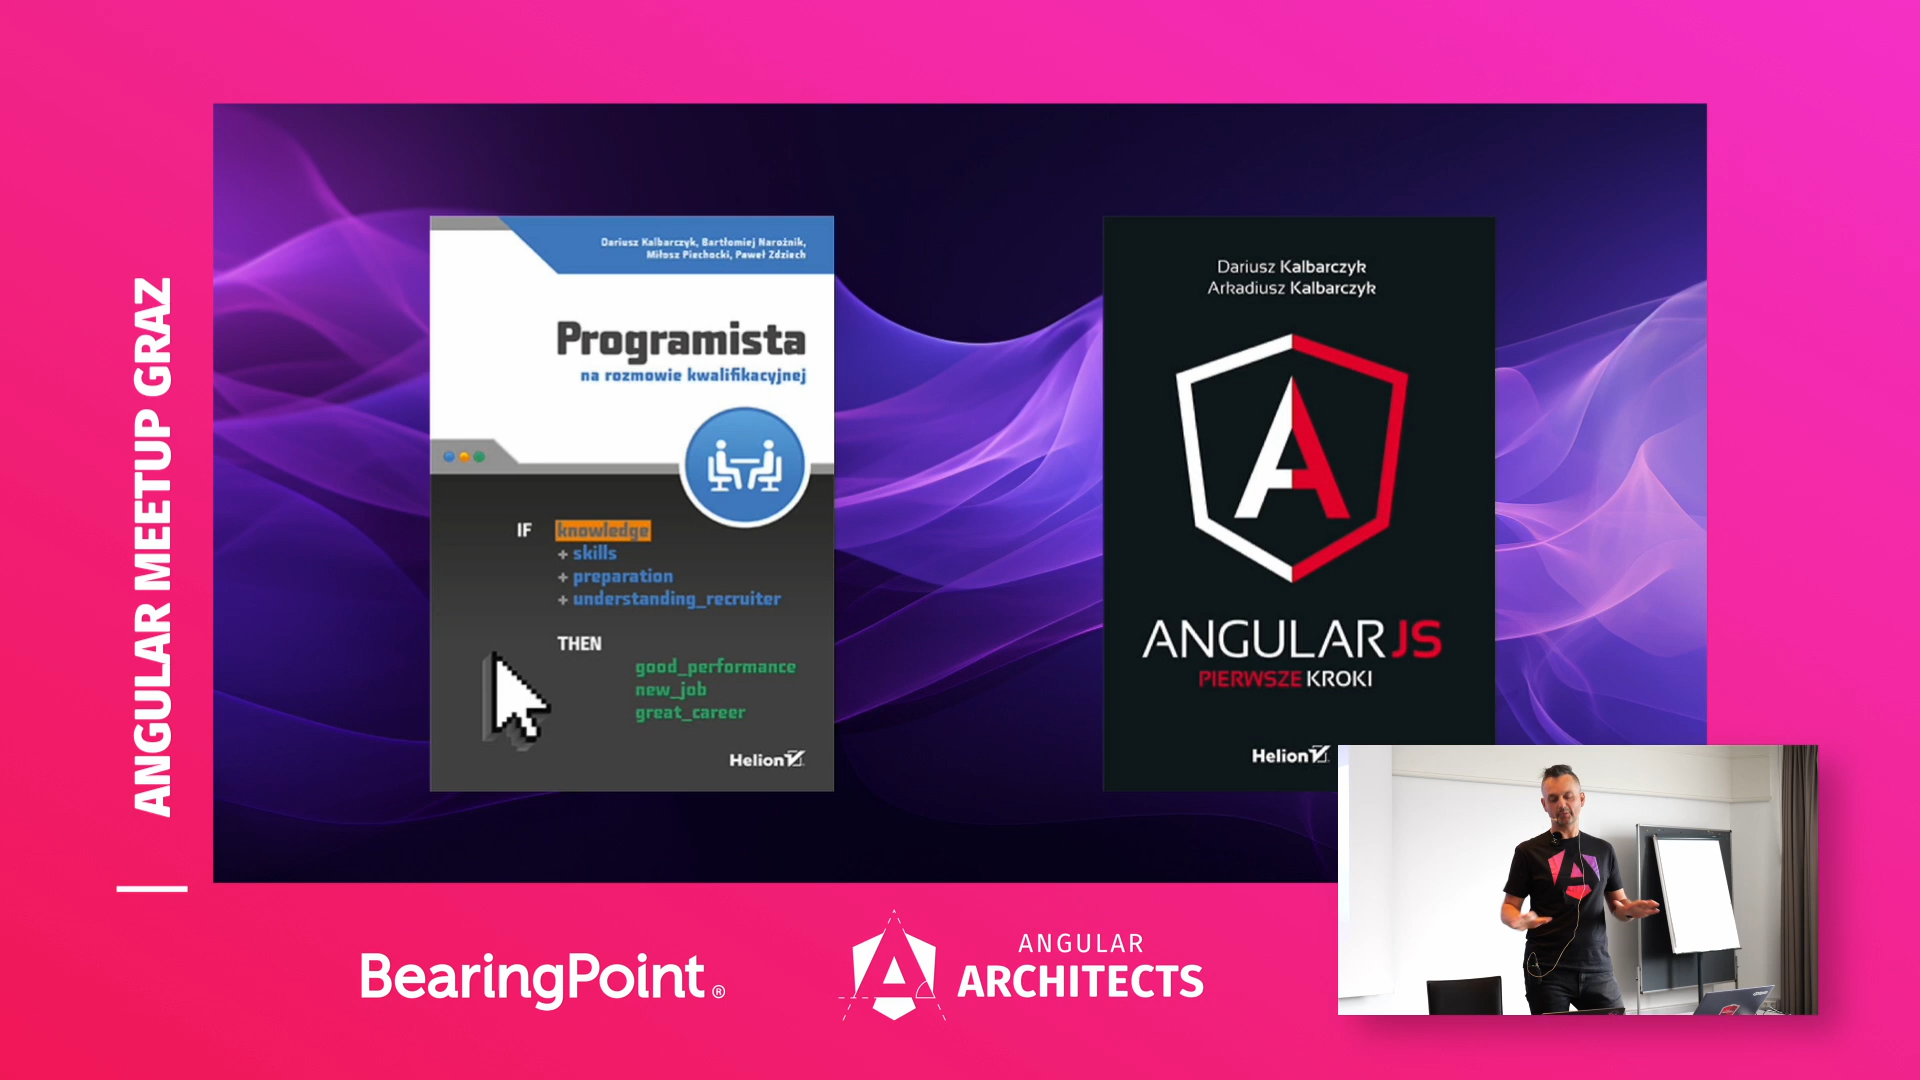 ANGULAR MEETUP GRAZ
Dariusz Kalbarczyk, Bartłomiej Narożnik,
Miłosz Piechocki, Paweł Zdziech
Programista
na rozmowie kwalifikacyjnej
IF knowledge
+ skills
+ preparation
+ understanding_recruiter
THEN
good_performance
new_job
great_career
Helion
Dariusz Kalbarczyk
Arkadiusz Kalbarczyk
ANGULARJS
PIERWSZE KROKI
Helion
BearingPoint®
ANGULAR
ARCHITECTS